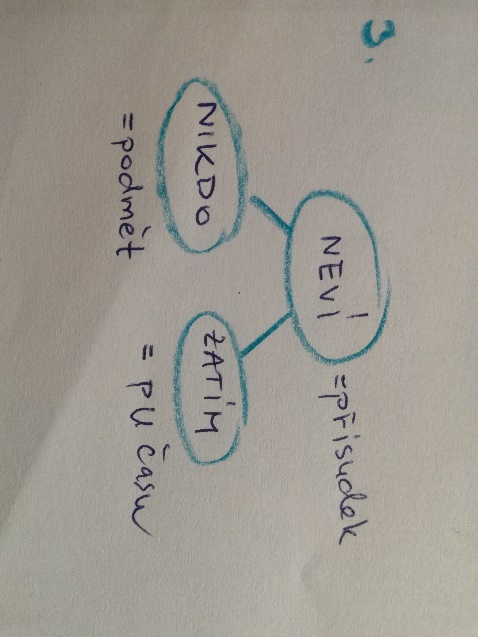 3.
NEVÍ
=přísudek
NIKDO
=podmět
ZATÍM
= PU času